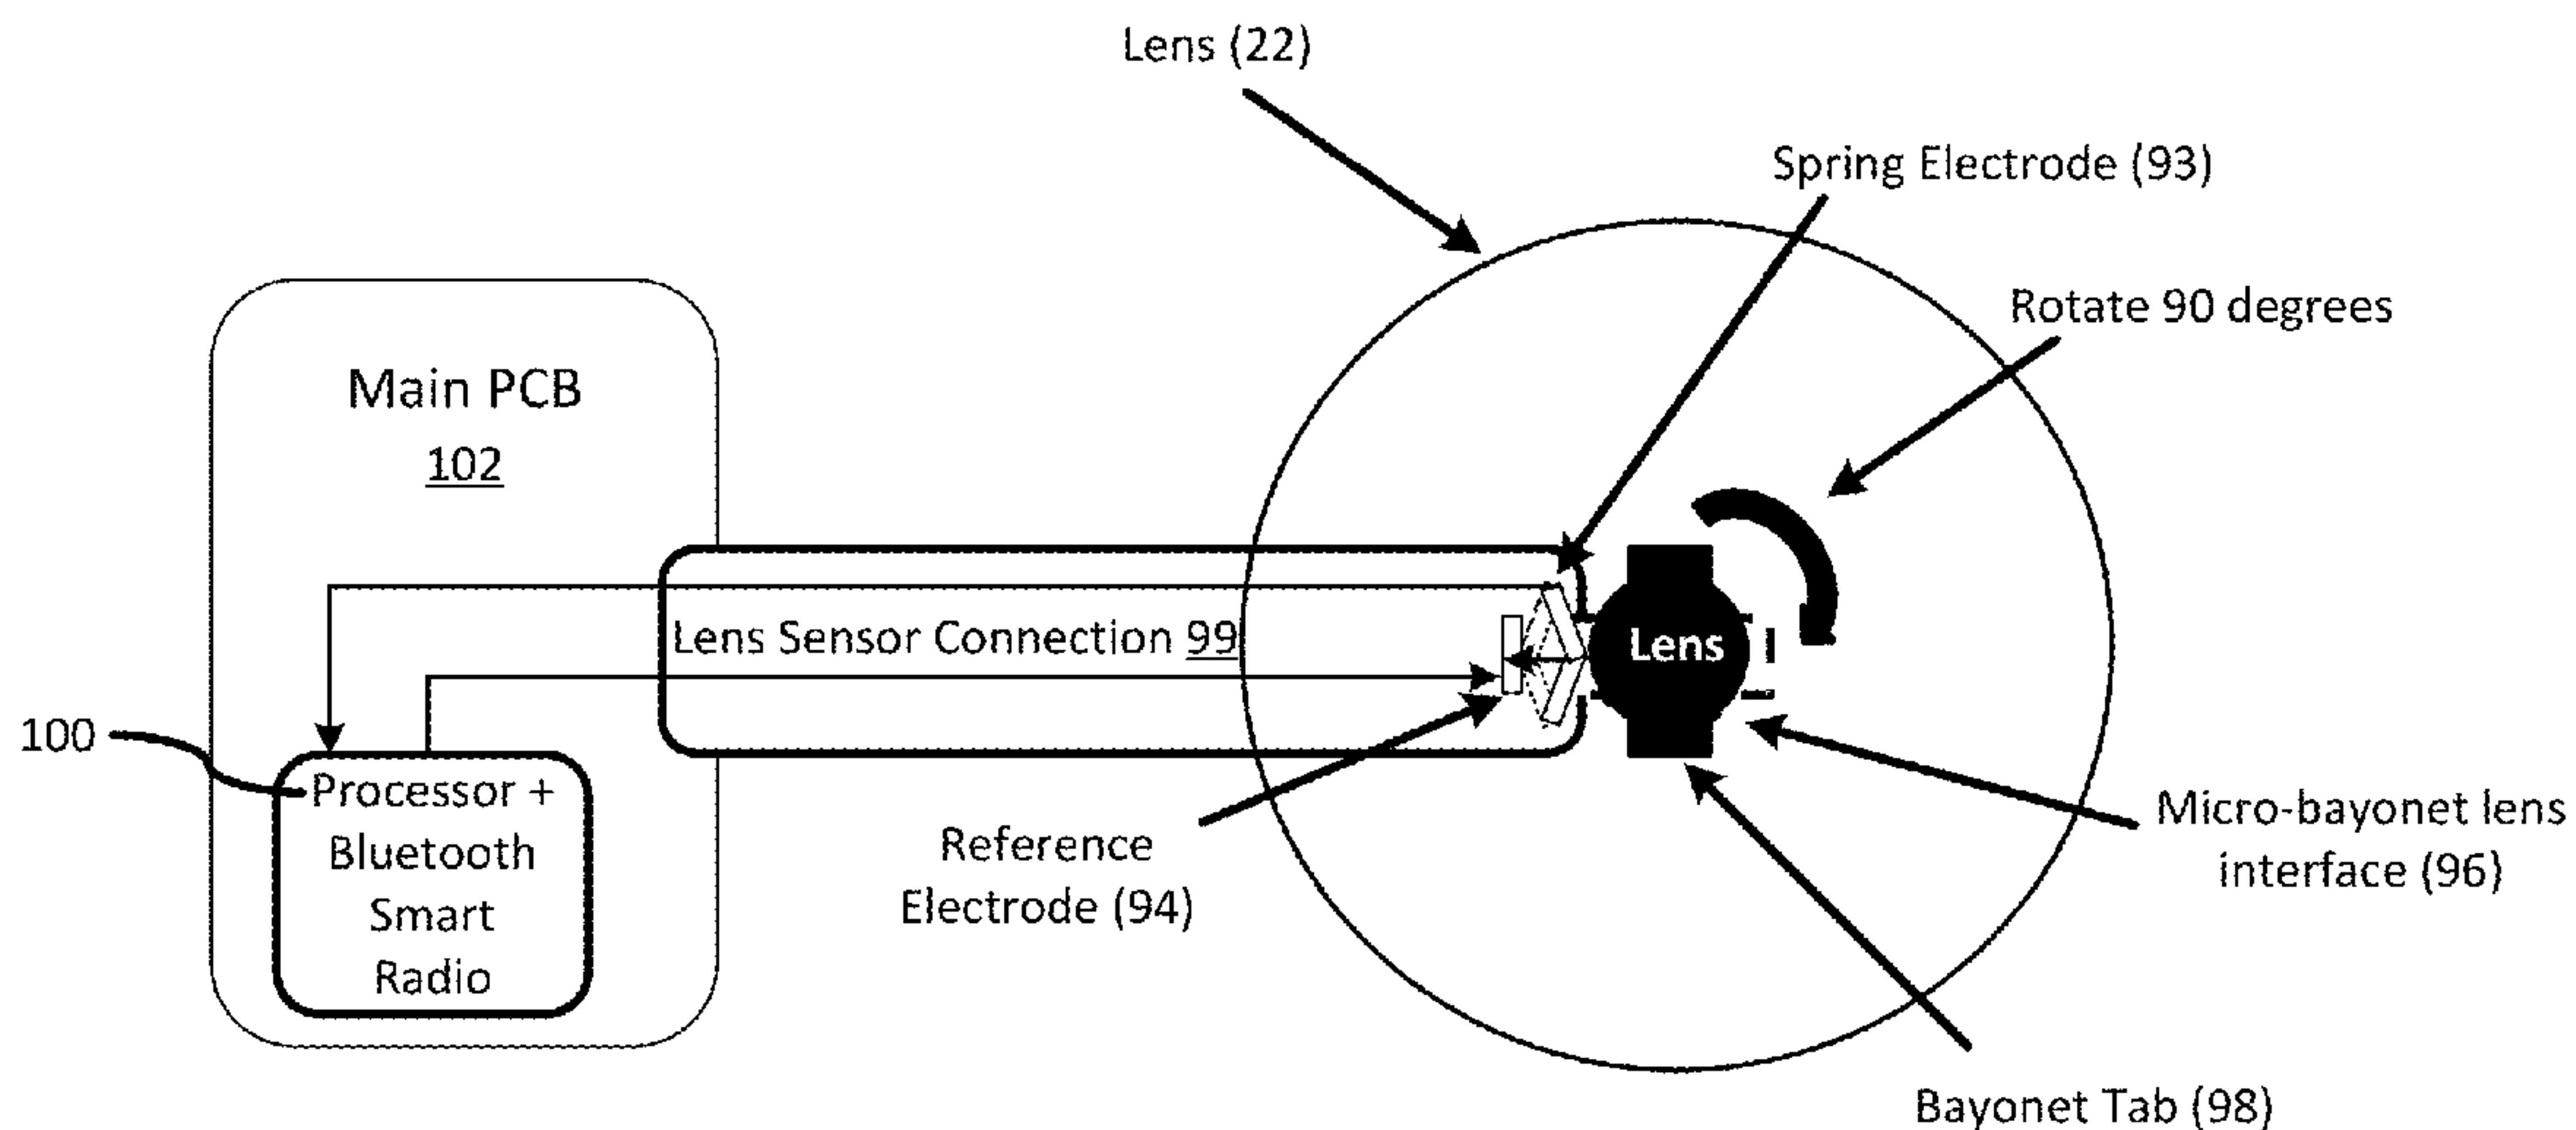 Lens (22)
Spring Electrode (93)
Rotate 90 degrees
Main PCB
102
Lens Sensor Connection 99
Lens
100
Processor +
Bluetooth
Smart
Radio
Reference
Electrode (94)
Micro-bayonet lens
interface (96)
Bayonet Tab (98)